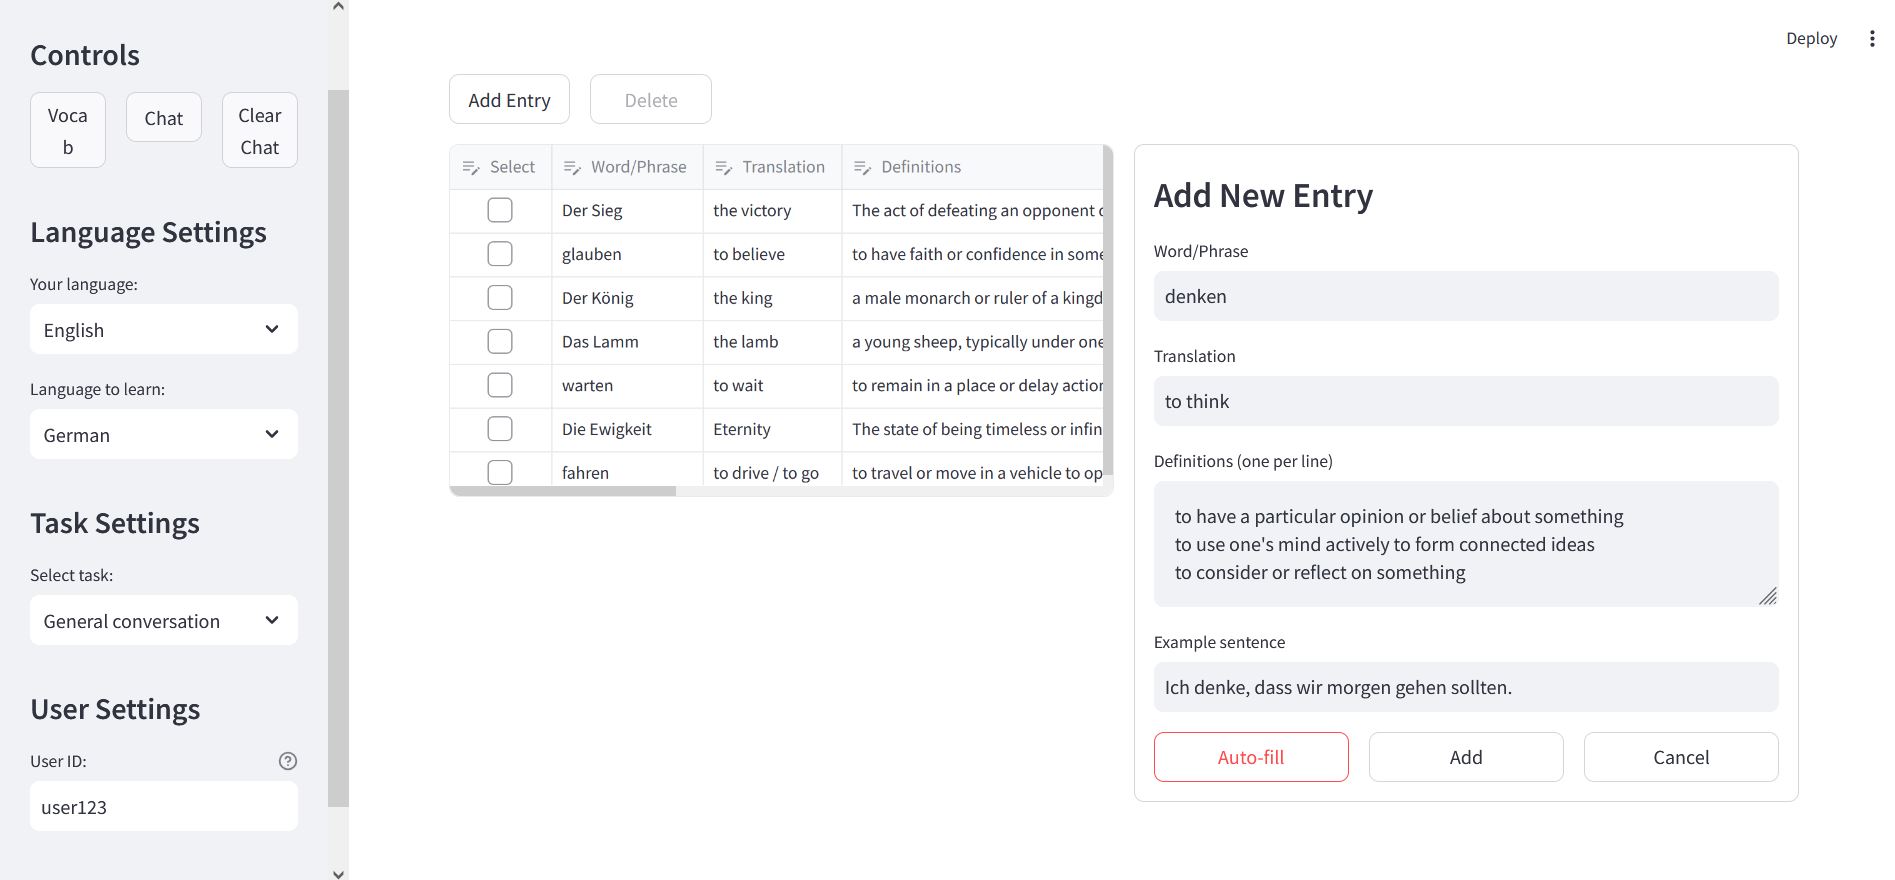 Controls
Voca
b
Chat
Clear
Chat
Language Settings
Your language:
English
Language to learn:
German
Task Settings
Select task:
General conversation
User Settings
User ID:
user123
Deploy
Add Entry
Delete
Select Word/Phrase Translation Definitions
Der Sieg the victory The act of defeating an opponent
glauben to believe to have faith or confidence in some
Der König the king a male monarch or ruler of a kingd
Das Lamm the lamb a young sheep, typically under one
warten to wait to remain in a place or delay action
Die Ewigkeit Eternity The state of being timeless or infin
fahren to drive / to go to travel or move in a vehicle to op
Add New Entry
Word/Phrase
denken
Translation
to think
Definitions (one per line)
to have a particular opinion or belief about something
to use one's mind actively to form connected ideas
to consider or reflect on something
Example sentence
Ich denke, dass wir morgen gehen sollten.
Auto-fill
Add
Cancel